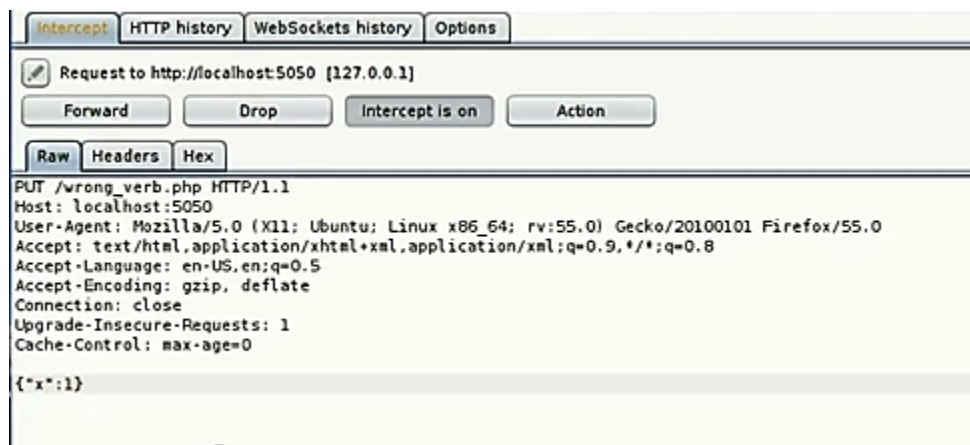 Intercept HTTP history WebSockets history Options
Request to http://localhost:5050 [127.0.0.1]
Forward Drop Intercept is on Action
Raw Headers Hex
PUT /wrong_verb.php HTTP/1.1
Host: localhost:5050
User-Agent: Mozilla/5.0 (X11; Ubuntu; Linux x86_64; rv:55.0) Gecko/20100101 Firefox/55.0
Accept: text/html,application/xhtml+xml,application/xml;q=0.9,*/*;q=0.8
Accept-Language: en-US,en;q=0.5
Accept-Encoding: gzip, deflate
Connection: close
Upgrade-Insecure-Requests: 1
Cache-Control: max-age=0
{"x":1}